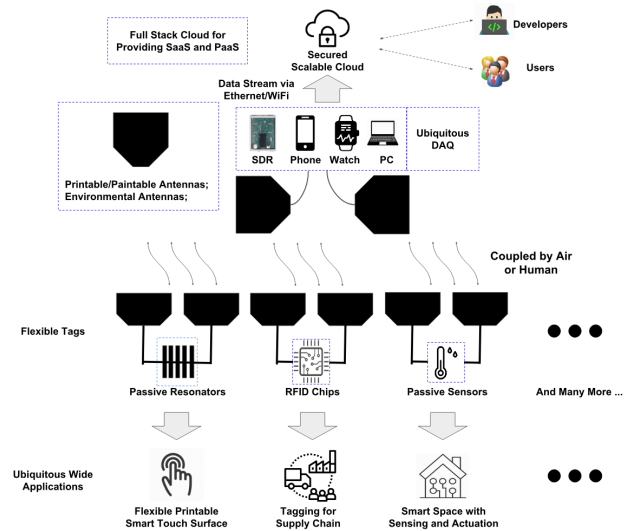 Full Stack Cloud for
Providing SaaS and PaaS
Secured
Scalable Cloud
Developers
Users
Data Stream via
Ethernet/WiFi
SDR
Phone
Watch
PC
Ubiquitous
DAQ
Printable/Paintable Antennas;
Environmental Antennas;
Coupled by Air
or Human
Flexible Tags
Passive Resonators
RFID Chips
Passive Sensors
And Many More ...
Ubiquitous Wide
Applications
Flexible Printable
Smart Touch Surface
Tagging for
Supply Chain
Smart Space with
Sensing and Actuation